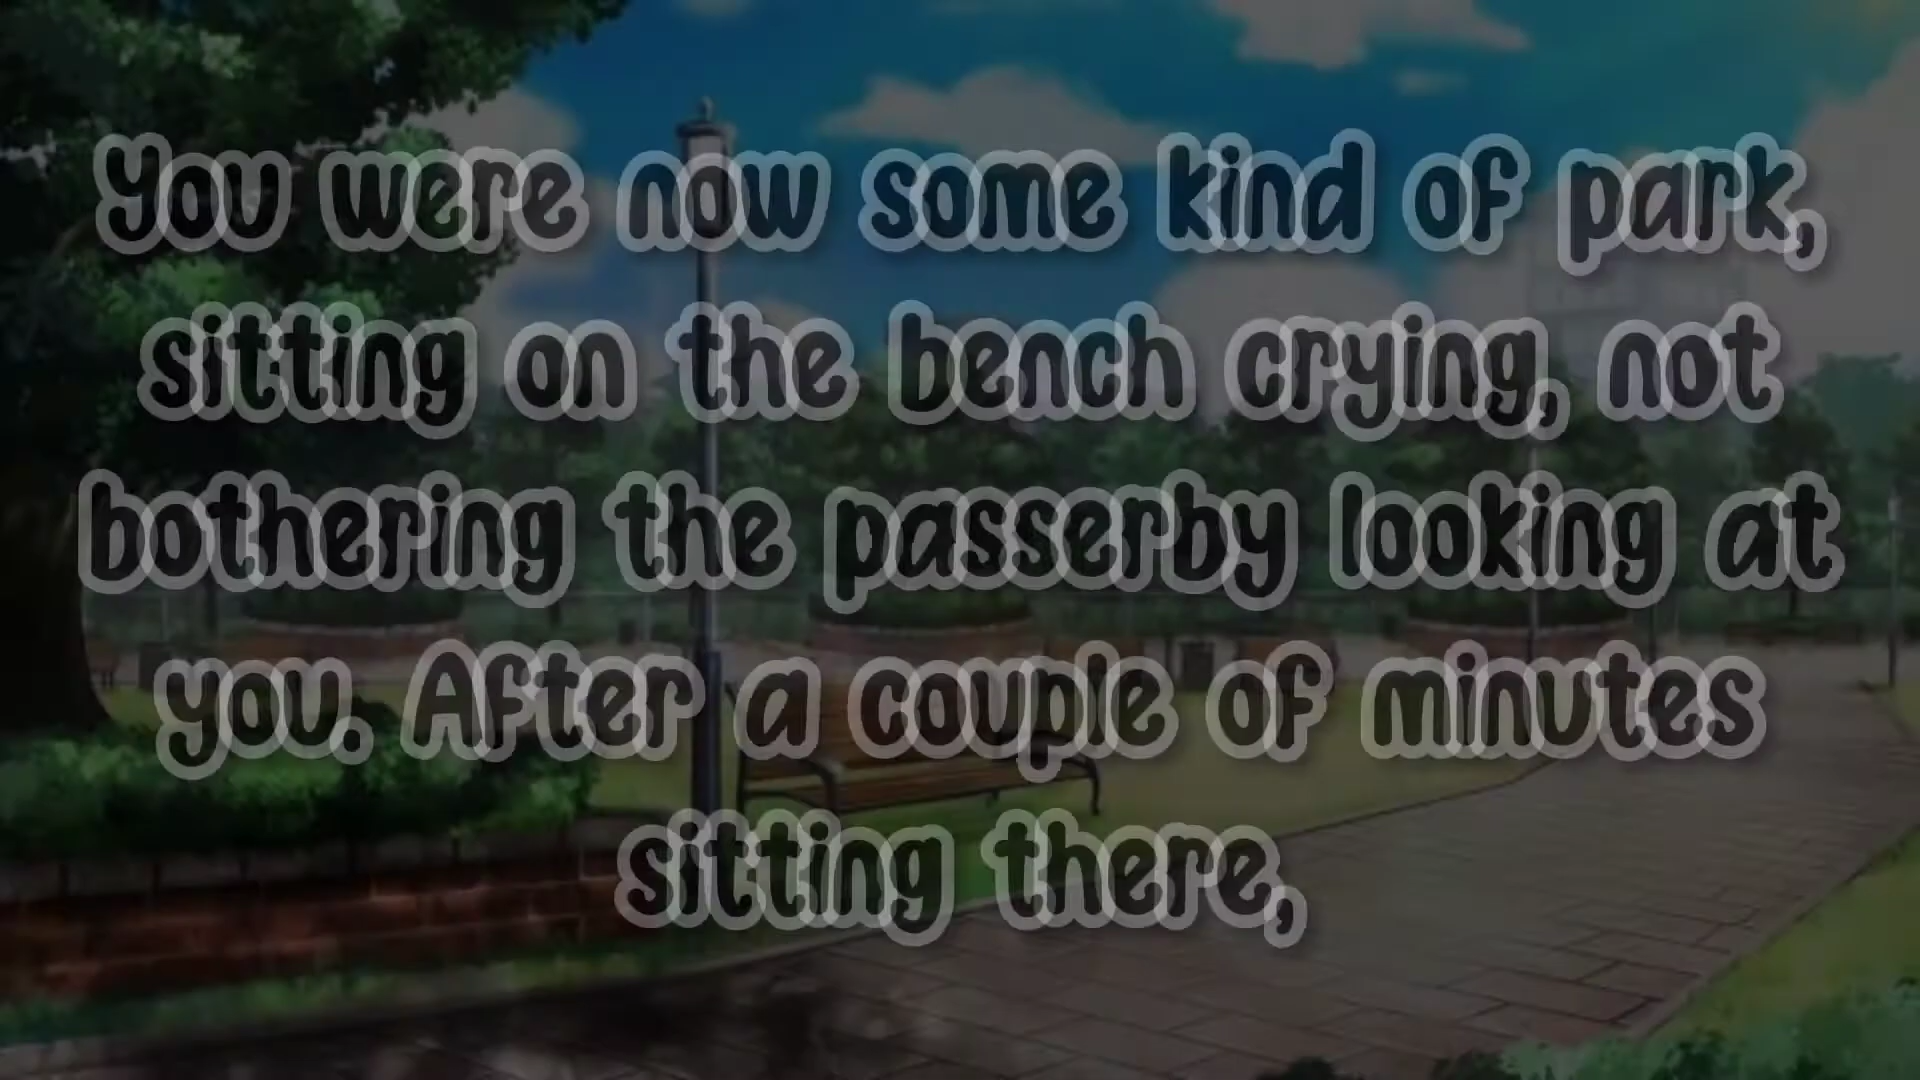 You were now some kind of park,
sitting on the bench crying, not
bothering the passerby looking at
you. After a couple of minutes
sitting there,